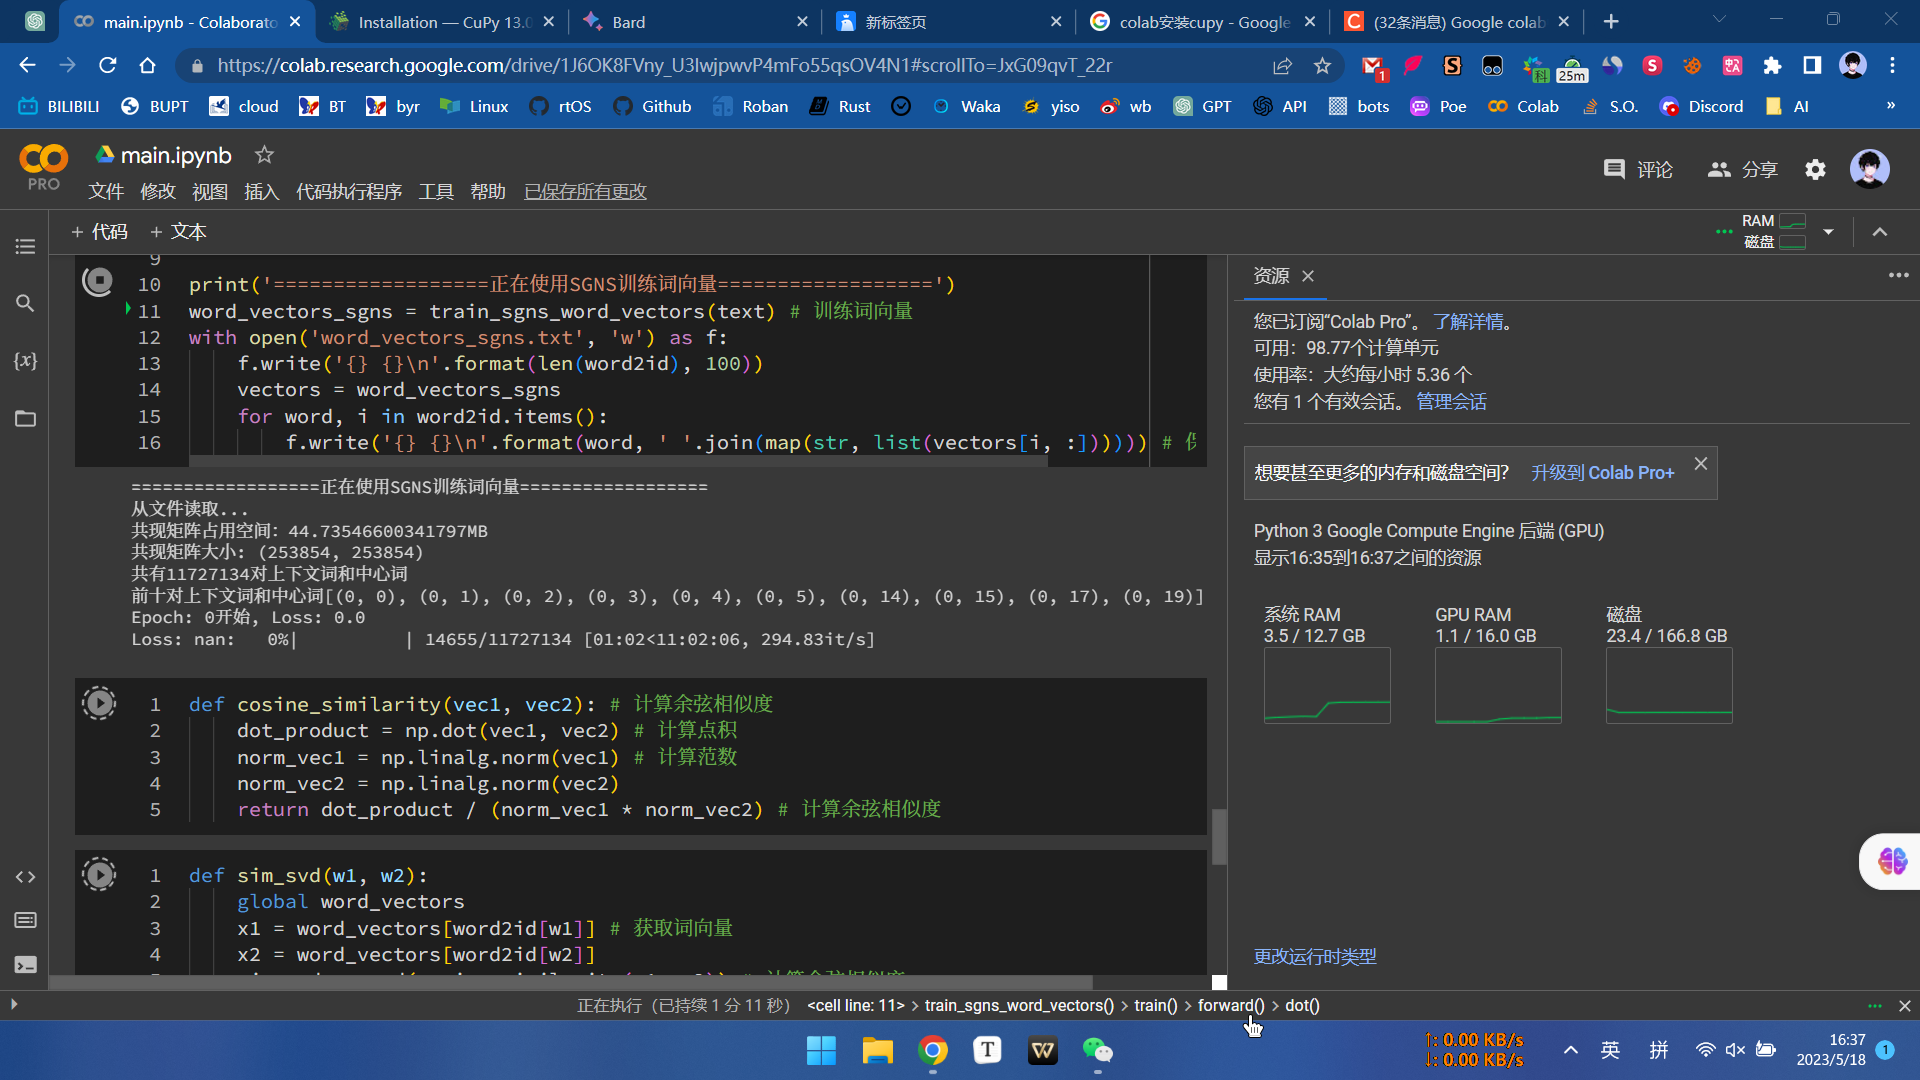 main.ipynb - Colaborato
Installation — CuPy 13.0
Bard
新标签页
colab安装cupy - Google
(32条消息) Google colab
https://colab.research.google.com/drive/1J6OK8FVny_U3lwjpwvP4mFo55qsOV4N1#scrollTo=JxG09qvT_22r
BILIBILI
BUPT
cloud
BT
byr
Linux
rtOS
Github
Roban
Rust
Waka
yiso
wb
GPT
API
bots
Poe
Colab
S.O.
Discord
AI
main.ipynb
PRO
文件 修改 视图 插入 代码执行程序 工具 帮助 已保存所有更改
评论
分享
+ 代码 + 文本
RAM
磁盘
9
10 print('==================正在使用SGNS训练词向量==================')
11 word_vectors_sgns = train_sgns_word_vectors(text) # 训练词向量
12 with open('word_vectors_sgns.txt', 'w') as f:
13     f.write('{} {}\n'.format(len(word2id), 100))
14     vectors = word_vectors_sgns
15     for word, i in word2id.items():
16         f.write('{} {}\n'.format(word, ' '.join(map(str, list(vectors[i, :]))))) #
==================正在使用SGNS训练词向量==================
从文件读取...
共现矩阵占用空间: 44.73546600341797MB
共现矩阵大小: (253854, 253854)
共有11727134对上下文词和中心词
前十对上下文词和中心词[(0, 0), (0, 1), (0, 2), (0, 3), (0, 4), (0, 5), (0, 14), (0, 15), (0, 17), (0, 19)]
Epoch: 0开始, Loss: 0.0
Loss: nan:   0%|          | 14655/11727134 [01:02<11:02:06, 294.83it/s]
1 def cosine_similarity(vec1, vec2): # 计算余弦相似度
2     dot_product = np.dot(vec1, vec2) # 计算点积
3     norm_vec1 = np.linalg.norm(vec1) # 计算范数
4     norm_vec2 = np.linalg.norm(vec2)
5     return dot_product / (norm_vec1 * norm_vec2) # 计算余弦相似度
1 def sim_svd(w1, w2):
2     global word_vectors
3     x1 = word_vectors[word2id[w1]] # 获取词向量
4     x2 = word_vectors[word2id[w2]]
资源
您已订阅“Colab Pro”。 了解详情。
可用：98.77个计算单元
使用率：大约每小时 5.36 个
您有 1 个有效会话。 管理会话
想要甚至更多的内存和磁盘空间? 升级到 Colab Pro+
Python 3 Google Compute Engine 后端 (GPU)
显示16:35到16:37之间的资源
系统 RAM
3.5 / 12.7 GB
GPU RAM
1.1 / 16.0 GB
磁盘
23.4 / 166.8 GB
更改运行时类型
正在执行（已持续 1 分 11 秒） <cell line: 11> > train_sgns_word_vectors() > train() > forward() > dot()
↑: 0.00 KB/s
↓: 0.00 KB/s
英
拼
16:37
2023/5/18
1